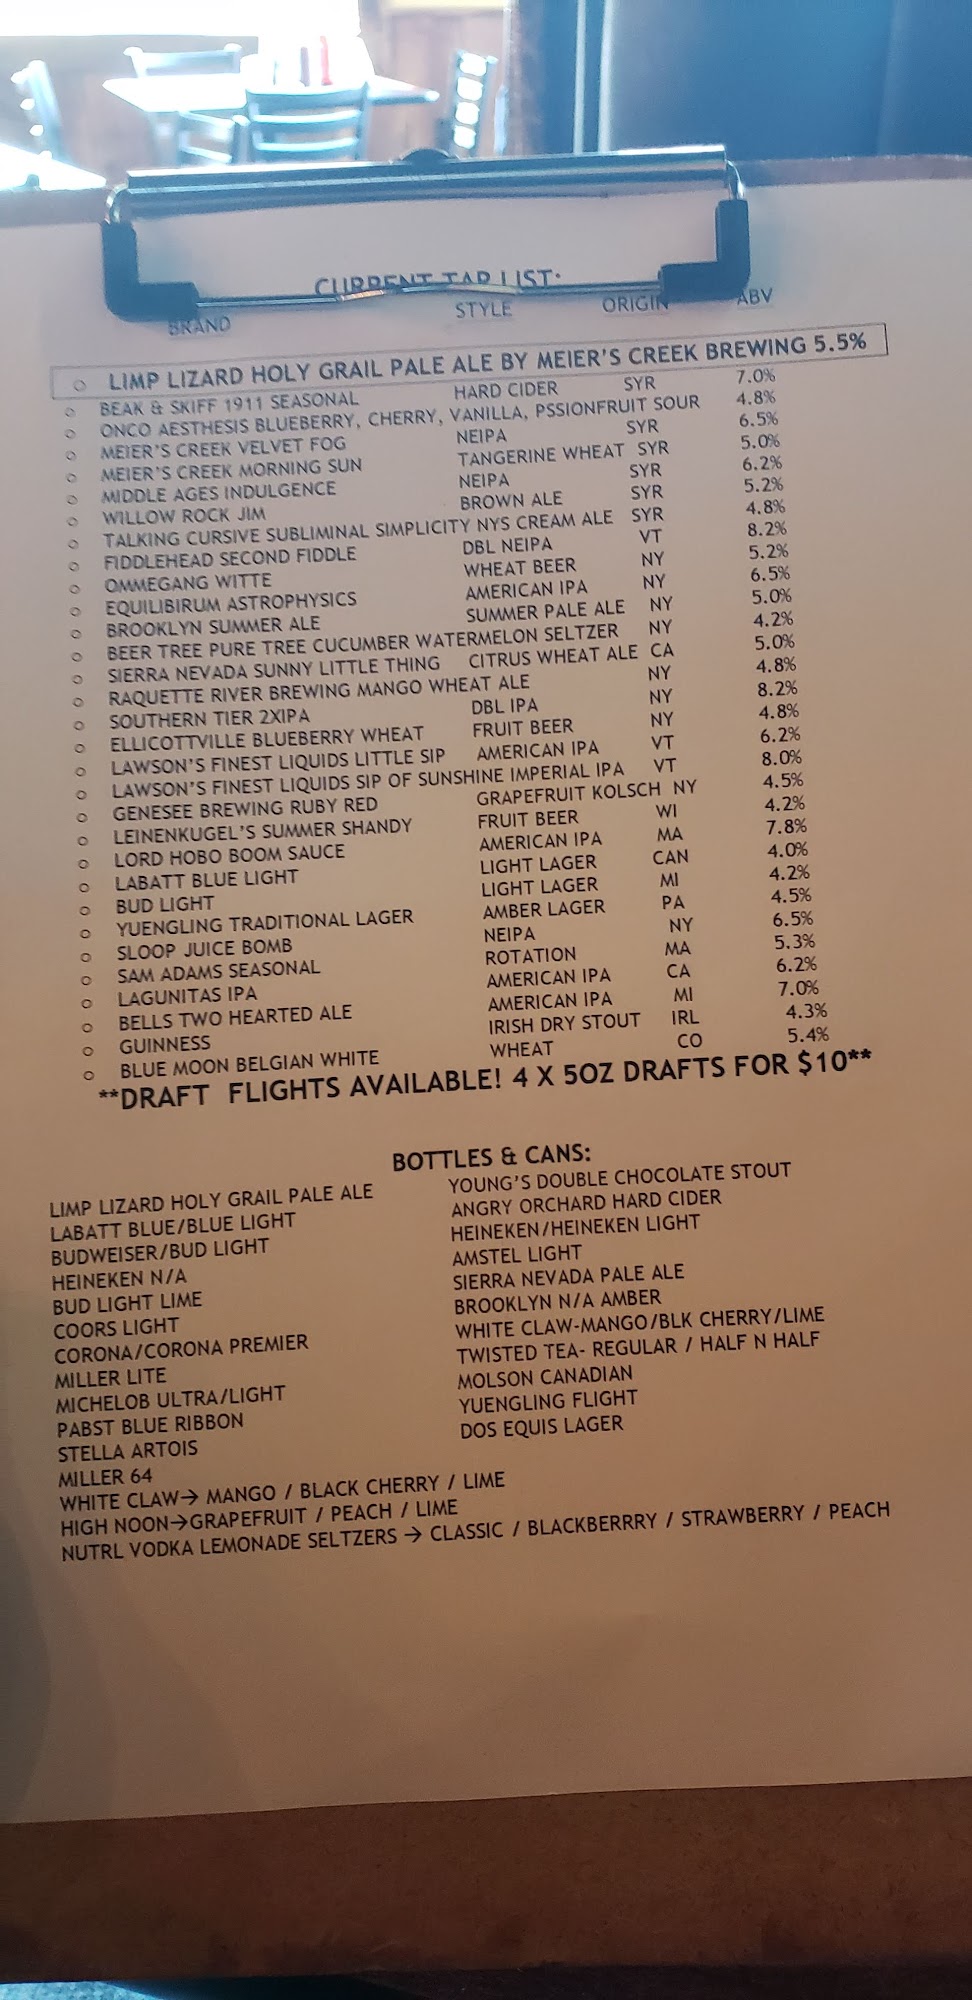 CURRENT TAP LIST:
BRAND STYLE ORIGIN ABV
○ LIMP LIZARD HOLY GRAIL PALE ALE BY MEIER'S CREEK BREWING 5.5%
○ BEAK & SKIFF 1911 SEASONAL HARD CIDER SYR 7.0%
○ ONCO AESTHESIS BLUEBERRY, CHERRY, VANILLA, PSSIONFRUIT SOUR 4.8%
○ MEIER'S CREEK VELVET FOG NEIPA SYR 6.5%
○ MEIER'S CREEK MORNING SUN TANGERINE WHEAT SYR 5.0%
○ MIDDLE AGES INDULGENCE NEIPA SYR 6.2%
○ WILLOW ROCK JIM BROWN ALE SYR 5.2%
○ TALKING CURSIVE SUBLIMINAL SIMPLICITY NYS CREAM ALE SYR 4.8%
○ FIDDLEHEAD SECOND FIDDLE DBL NEIPA VT 8.2%
○ OMMEGANG WITTE WHEAT BEER NY 5.2%
○ EQUILIBIRUM ASTROPHYSICS AMERICAN IPA NY 6.5%
○ BROOKLYN SUMMER ALE SUMMER PALE ALE NY 5.0%
○ BEER TREE PURE TREE CUCUMBER WATERMELON SELTZER NY 4.2%
○ SIERRA NEVADA SUNNY LITTLE THING CITRUS WHEAT ALE CA 5.0%
○ RAQUETTE RIVER BREWING MANGO WHEAT ALE NY 4.8%
○ SOUTHERN TIER 2XIPA DBL IPA NY 8.2%
○ ELLICOTTVILLE BLUEBERRY WHEAT FRUIT BEER NY 4.8%
○ LAWSON'S FINEST LIQUIDS LITTLE SIP AMERICAN IPA VT 6.2%
○ LAWSON'S FINEST LIQUIDS SIP OF SUNSHINE IMPERIAL IPA VT 8.0%
○ GENESEE BREWING RUBY RED GRAPEFRUIT KOLSCH NY 4.5%
○ LEINENKUGEL'S SUMMER SHANDY FRUIT BEER WI 4.2%
○ LORD HOBO BOOM SAUCE AMERICAN IPA MA 7.8%
○ LABATT BLUE LIGHT LIGHT LAGER CAN 4.0%
○ BUD LIGHT LIGHT LAGER MI 4.2%
○ YUENGLING TRADITIONAL LAGER AMBER LAGER PA 4.5%
○ SLOOP JUICE BOMB NEIPA NY 6.5%
○ SAM ADAMS SEASONAL ROTATION MA 5.3%
○ LAGUNITAS IPA AMERICAN IPA CA 6.2%
○ BELLS TWO HEARTED ALE AMERICAN IPA MI 7.0%
○ GUINNESS IRISH DRY STOUT IRL 4.3%
○ BLUE MOON BELGIAN WHITE WHEAT CO 5.4%
**DRAFT FLIGHTS AVAILABLE! 4 X 5OZ DRAFTS FOR $10**
BOTTLES & CANS:
LIMP LIZARD HOLY GRAIL PALE ALE
LABATT BLUE/BLUE LIGHT
BUDWEISER/BUD LIGHT
HEINEKEN N/A
BUD LIGHT LIME
COORS LIGHT
CORONA/CORONA PREMIER
MILLER LITE
MICHELOB ULTRA/LIGHT
PABST BLUE RIBBON
STELLA ARTOIS
MILLER 64
YOUNG'S DOUBLE CHOCOLATE STOUT
ANGRY ORCHARD HARD CIDER
HEINEKEN/HEINEKEN LIGHT
AMSTEL LIGHT
SIERRA NEVADA PALE ALE
BROOKLYN N/A AMBER
WHITE CLAW-MANGO/BLK CHERRY/LIME
TWISTED TEA- REGULAR / HALF N HALF
MOLSON CANADIAN
YUENGLING FLIGHT
DOS EQUIS LAGER
WHITE CLAW→ MANGO / BLACK CHERRY / LIME
HIGH NOON→GRAPEFRUIT / PEACH / LIME
NUTRL VODKA LEMONADE SELTZERS → CLASSIC / BLACKBERRRY / STRAWBERRY / PEACH